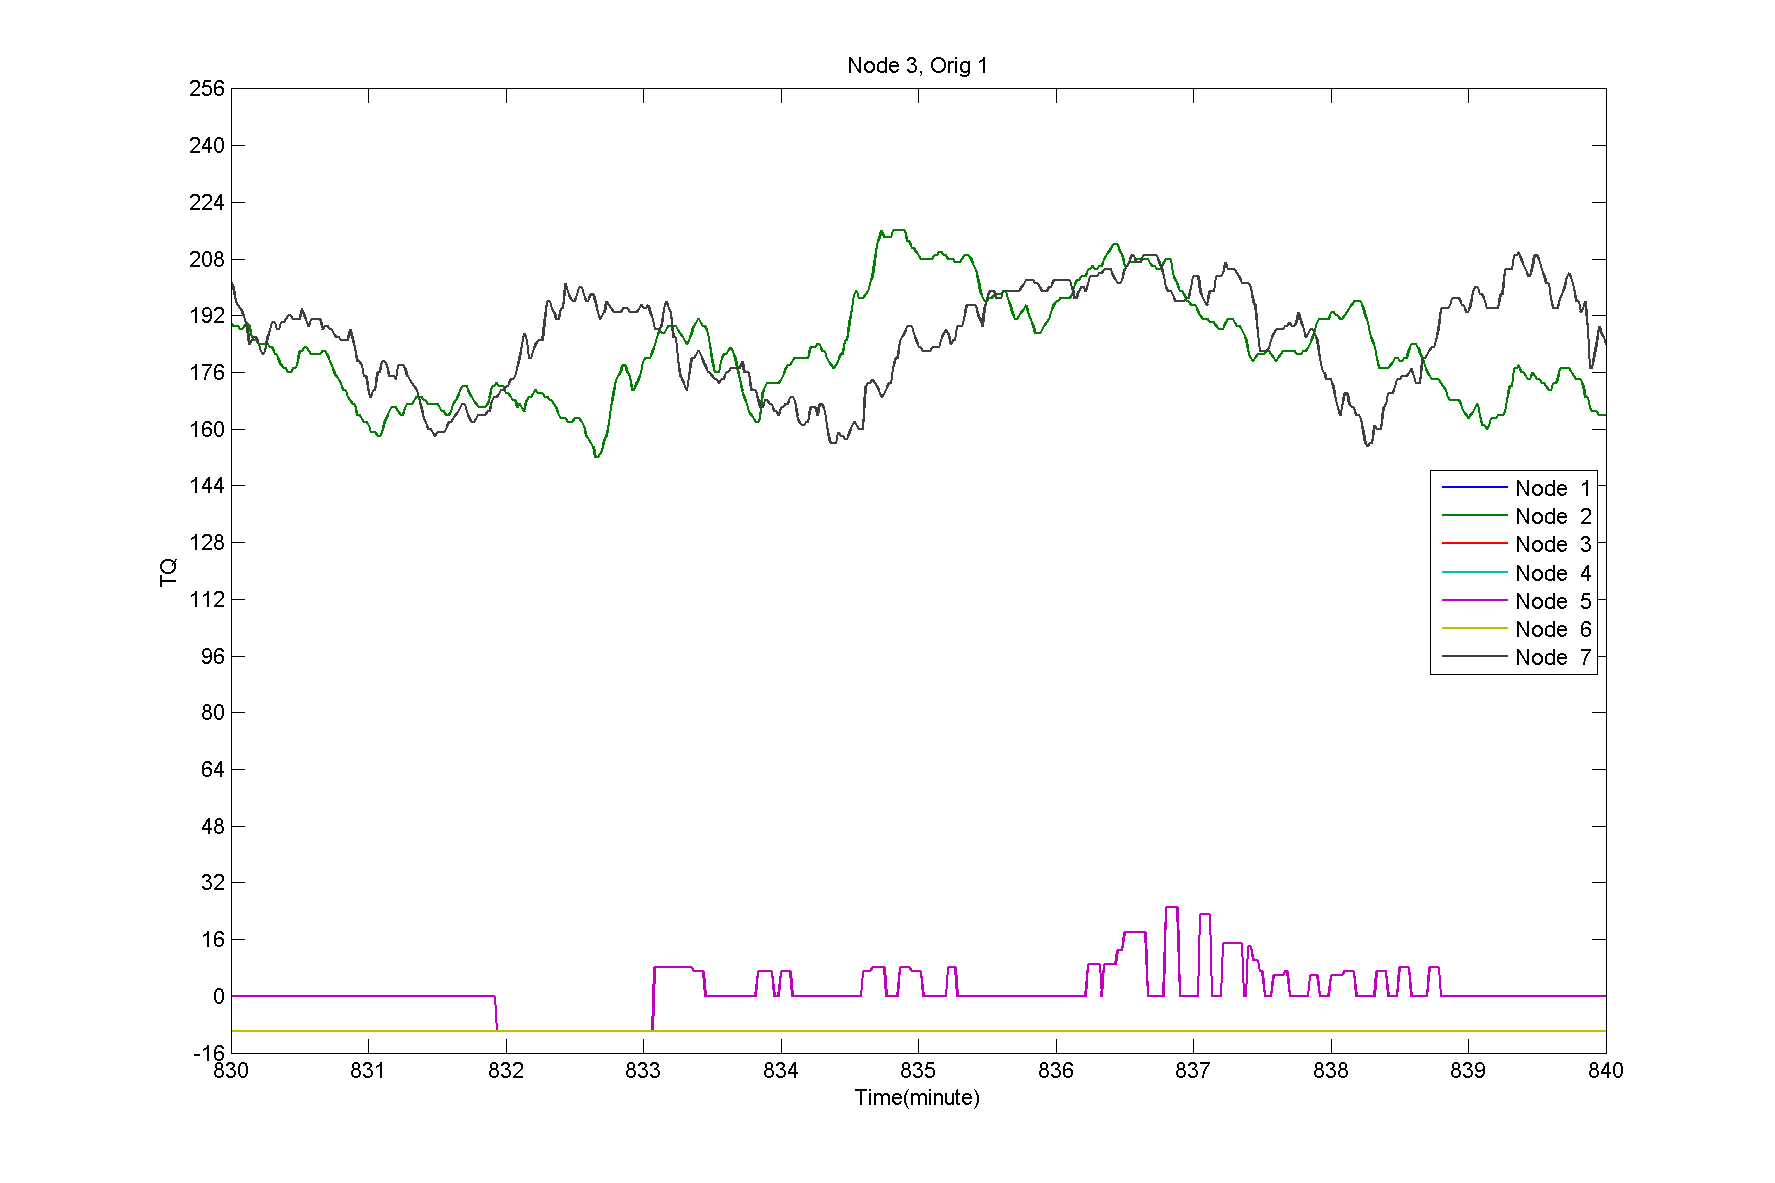 Node 3, Orig 1
256
240
224
208
192
176
160
144
128
112
96
80
64
48
32
16
0
-16
TQ
Node 1
Node 2
Node 3
Node 4
Node 5
Node 6
Node 7
830 831 832 833 834 835 836 837 838 839 840
Time(minute)